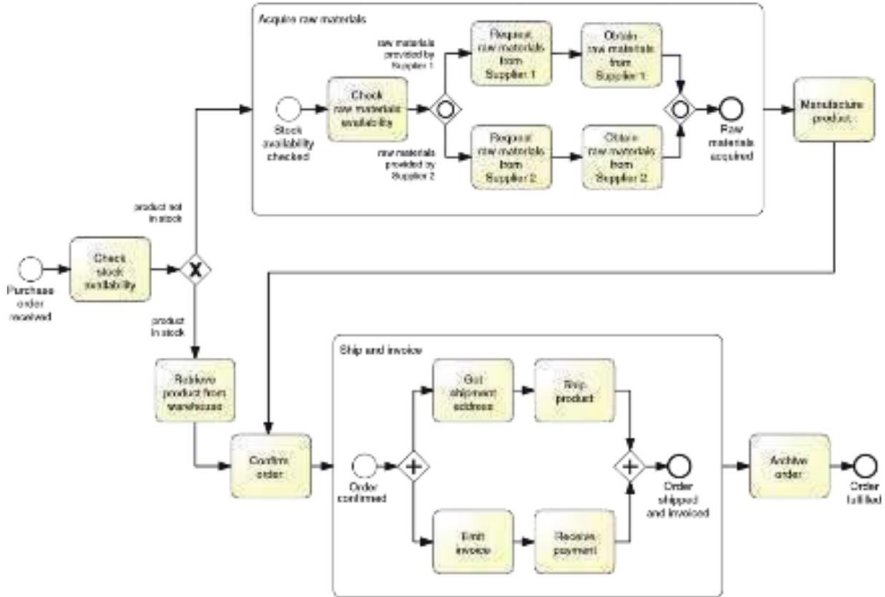 Acquire raw materials
raw materials
provided by
Supplier 1
Request
raw materials
from
Supplier 1
Obtain
raw materials
from
Supplier 1
Check
raw materials
availability
Manufacture
product
Stock
availability
checked
Raw
materials
acquired
raw materials
provided by
Supplier 2
Request
raw materials
from
Supplier 2
Obtain
raw materials
from
Supplier 2
product not
in stock
X
Check
stock
availability
Purchase
order
received
product
in stock
Retrieve
product from
warehouse
Ship and invoice
Get
shipment
address
Ship
product
Confirm
order
Order
confirmed
Order
shipped
and invoiced
Archive
order
Order
fulfilled
Emit
invoice
Receive
payment